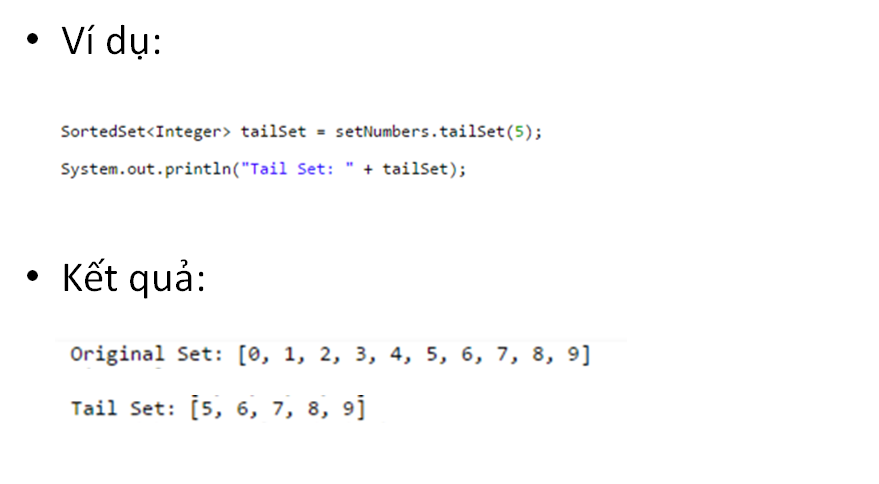 • Ví dụ:
SortedSet<Integer> tailSet = setNumbers.tailSet(5);
System.out.println("Tail Set: " + tailSet);
• Kết quả:
Original Set: [0, 1, 2, 3, 4, 5, 6, 7, 8, 9]
Tail Set: [5, 6, 7, 8, 9]